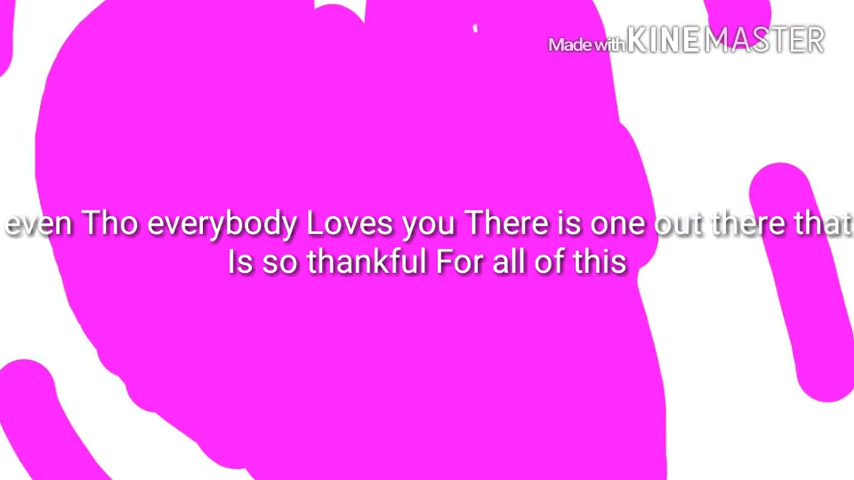 Made with KINEMASTER
even Tho everybody Loves you There is one out there that
Is so thankful For all of this